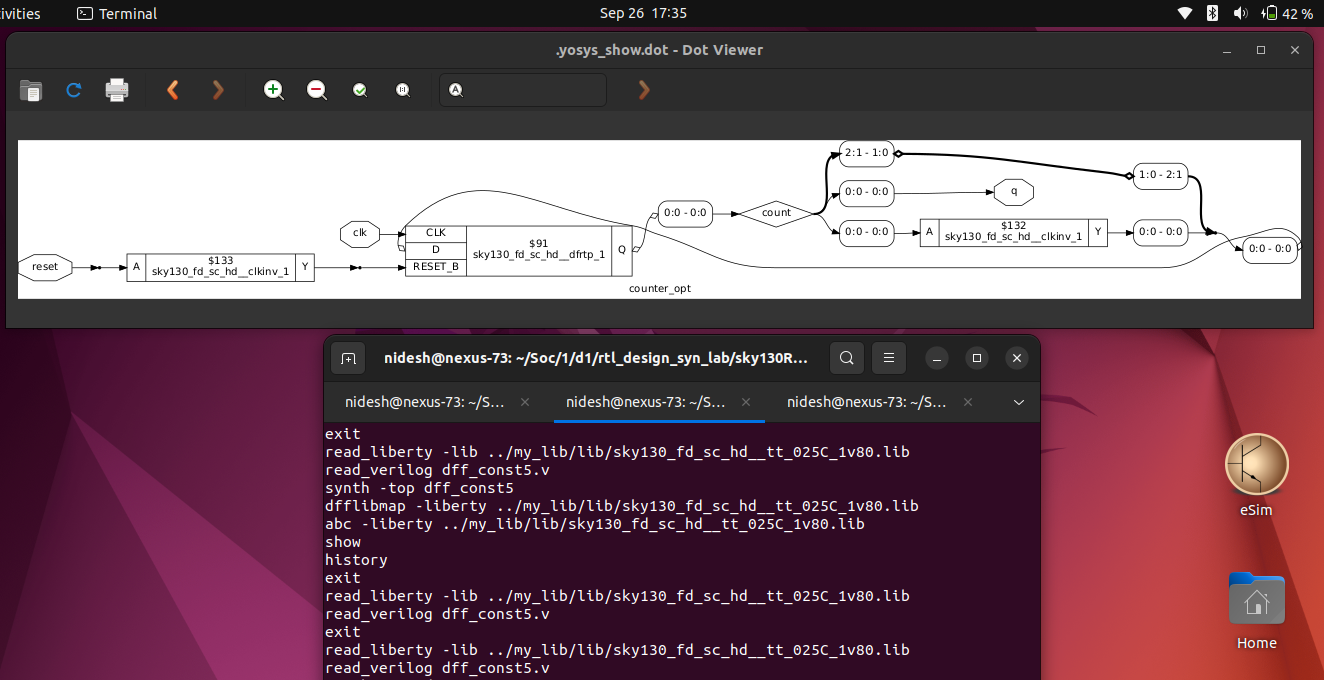 ivities
Terminal
Sep 26 17:35
42 %
.yosys_show.dot - Dot Viewer
2:1 - 1:0
1:0 - 2:1
0:0 - 0:0
q
0:0 - 0:0
count
clk
CLK
D
RESET_B
$91
sky130_fd_sc_hd__dfrtp_1
Q
0:0 - 0:0
A
$132
sky130_fd_sc_hd__clkinv_1
Y
0:0 - 0:0
0:0 - 0:0
reset
A
$133
sky130_fd_sc_hd__clkinv_1
Y
counter_opt
nidesh@nexus-73: ~/Soc/1/d1/rtl_design_syn_lab/sky130R...
nidesh@nexus-73: ~/S...
nidesh@nexus-73: ~/S...
nidesh@nexus-73: ~/S...
exit
read_liberty -lib ../my_lib/lib/sky130_fd_sc_hd__tt_025C_1v80.lib
read_verilog dff_const5.v
synth -top dff_const5
dfflibmap -liberty ../my_lib/lib/sky130_fd_sc_hd__tt_025C_1v80.lib
abc -liberty ../my_lib/lib/sky130_fd_sc_hd__tt_025C_1v80.lib
show
history
exit
read_liberty -lib ../my_lib/lib/sky130_fd_sc_hd__tt_025C_1v80.lib
read_verilog dff_const5.v
exit
read_liberty -lib ../my_lib/lib/sky130_fd_sc_hd__tt_025C_1v80.lib
read_verilog dff_const5.v
eSim
Home